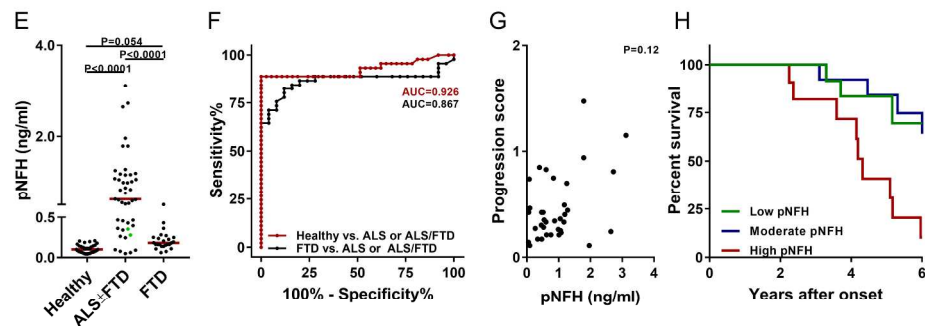 E
P=0.054
P<0.0001
P<0.0001
pNFH (ng/ml)
4.0
2.0
0.5
0.0
Healthy
ALS±FTD
FTD
F
Sensitivity%
100
75
50
25
0
AUC=0.926
AUC=0.867
Healthy vs. ALS or ALS/FTD
FTD vs. ALS or ALS/FTD
0 25 50 75 100
100% - Specificity%
G
P=0.12
Progression score
2
1
0
0 1 2 3 4
pNFH (ng/ml)
H
Percent survival
100
75
50
25
0
Low pNFH
Moderate pNFH
High pNFH
0 2 4 6
Years after onset